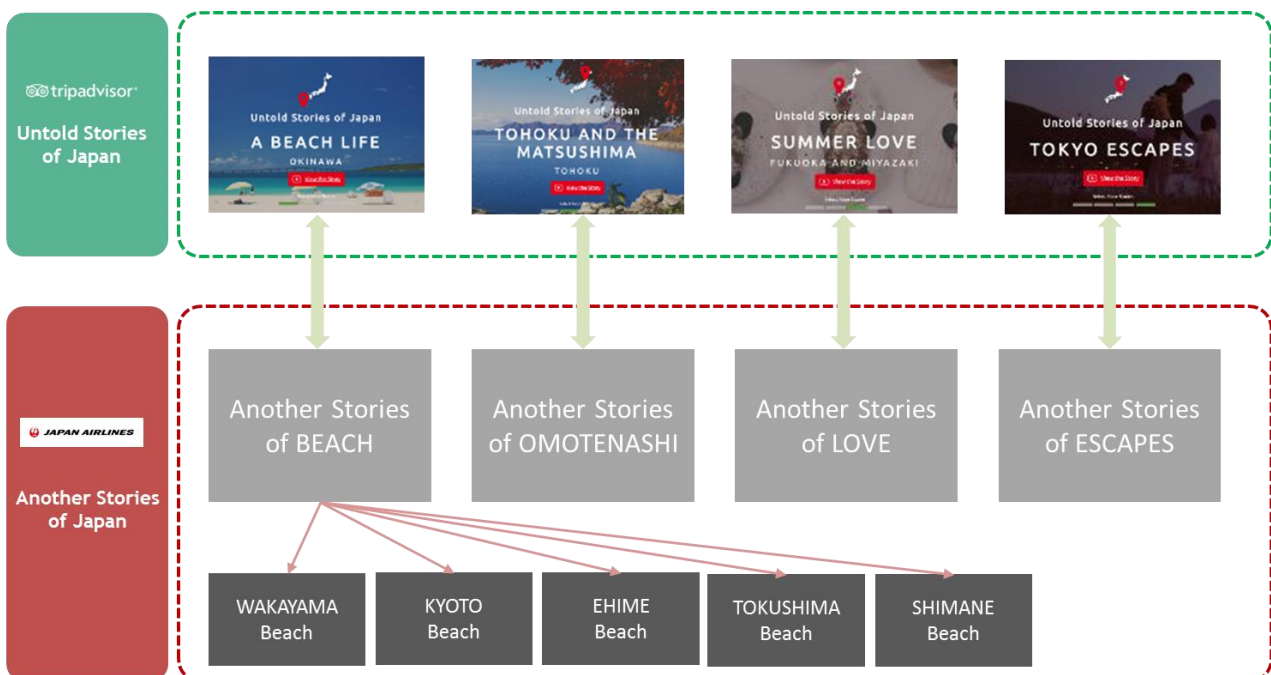 tripadvisor®
Untold Stories
of Japan
Untold Stories of Japan
A BEACH LIFE
OKINAWA
View the Story
Untold Stories of Japan
TOHOKU AND THE
MATSUSHIMA
TOHOKU
View the Story
Untold Stories of Japan
SUMMER LOVE
FUKUOKA AND MIYAZAKI
View the Story
Untold Stories of Japan
TOKYO ESCAPES
View the Story
JAPAN AIRLINES
Another Stories
of Japan
Another Stories
of BEACH
Another Stories
of OMOTENASHI
Another Stories
of LOVE
Another Stories
of ESCAPES
WAKAYAMA
Beach
KYOTO
Beach
EHIME
Beach
TOKUSHIMA
Beach
SHIMANE
Beach